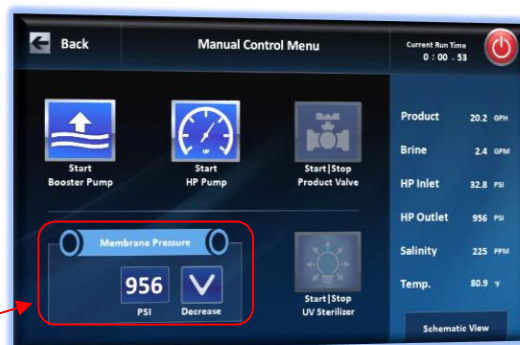 Back
Manual Control Menu
Current Run Time
0 : 00 . 53
Start
Booster Pump
Start
HP Pump
HP
Start|Stop
Product Valve
Membrane Pressure
956
PSI
Decrease
Start|Stop
UV Sterilizer
Product 20.2 GPH
Brine 2.4 GPM
HP Inlet 32.8 PSI
HP Outlet 956 PSI
Salinity 225 PPM
Temp. 80.9 °F
Schematic View